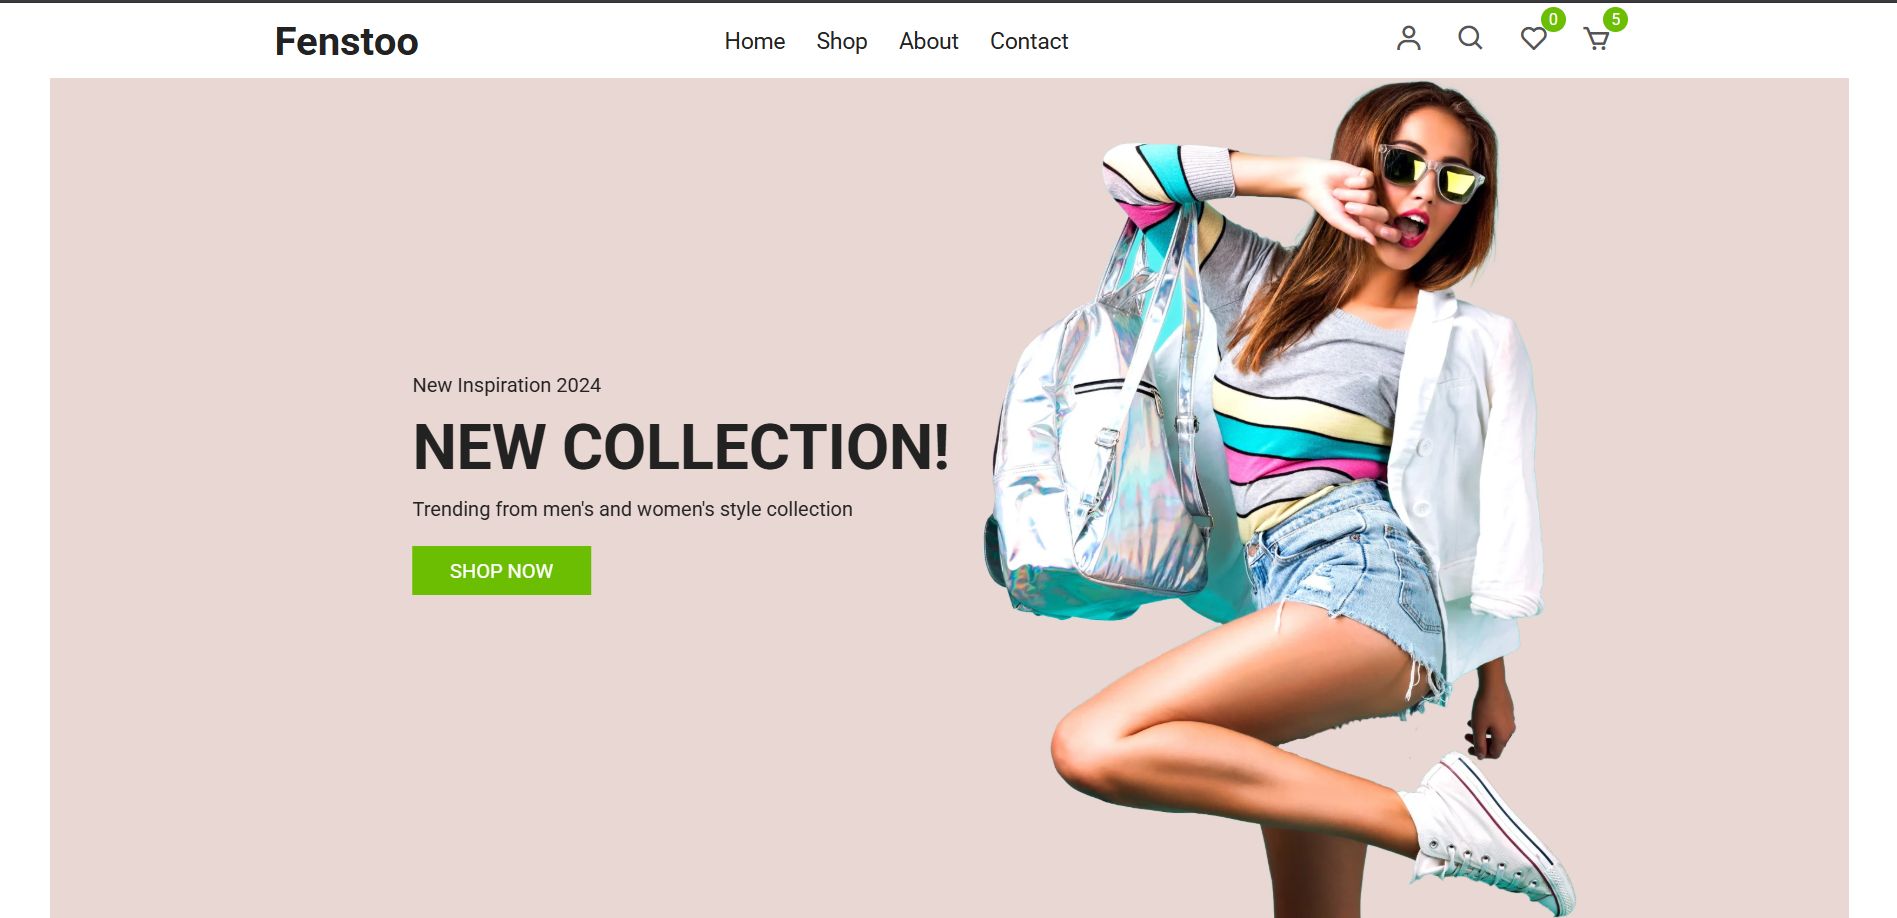 Fenstoo
Home Shop About Contact
0
5
New Inspiration 2024
NEW COLLECTION!
Trending from men's and women's style collection
SHOP NOW